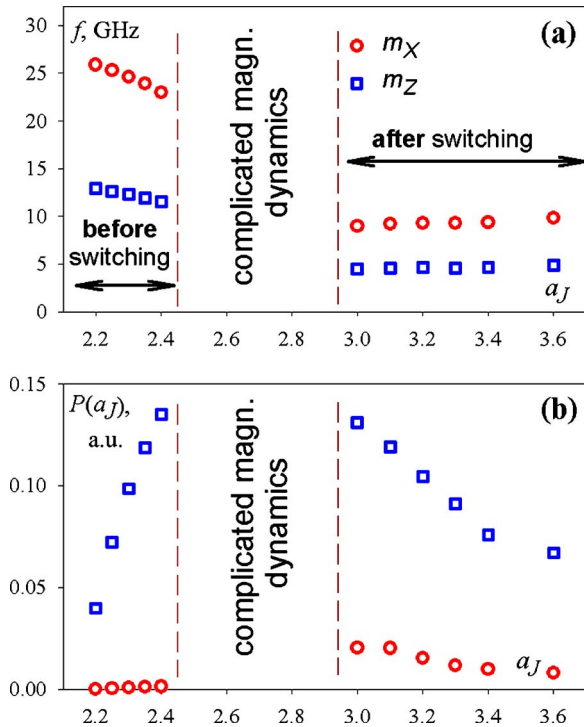 30
f, GHz
(a)
m_X
m_Z
25
20
15
10
5
0
before
switching
complicated magn.
dynamics
after switching
a_J
2.2 2.4 2.6 2.8 3.0 3.2 3.4 3.6
0.15
P(a_J),
a.u.
(b)
0.10
0.05
0.00
complicated magn.
dynamics
a_J
2.2 2.4 2.6 2.8 3.0 3.2 3.4 3.6